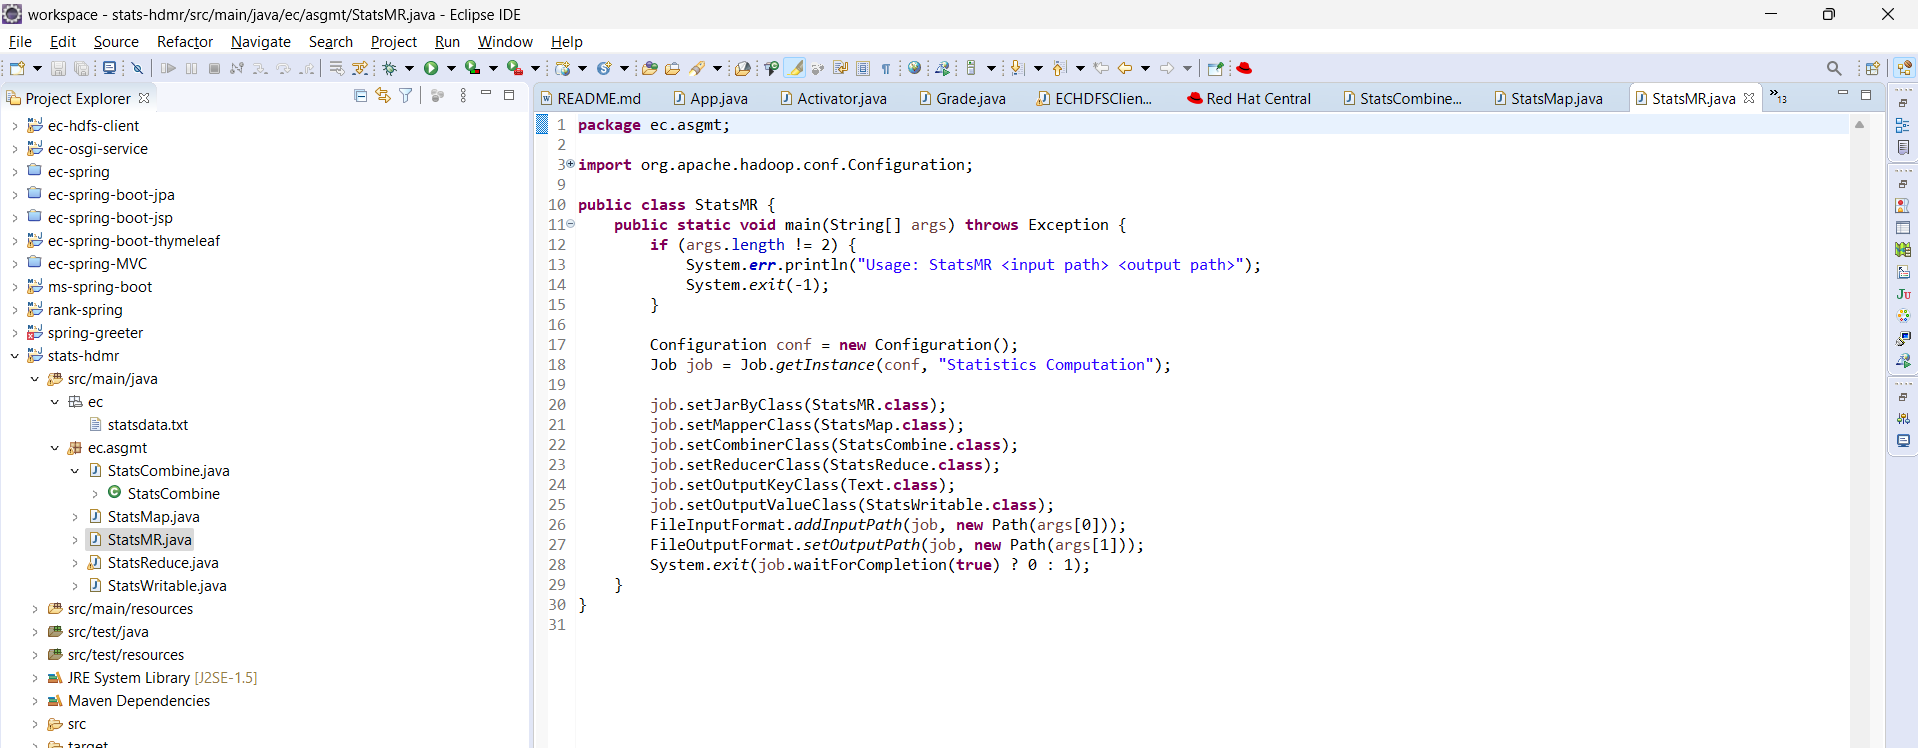 workspace - stats-hdmr/src/main/java/ec/asgmt/StatsMR.java - Eclipse IDE
File Edit Source Refactor Navigate Search Project Run Window Help
Project Explorer
README.md App.java Activator.java Grade.java ECHDFSClien... Red Hat Central StatsCombine... StatsMap.java StatsMR.java »13
ec-hdfs-client
ec-osgi-service
ec-spring
ec-spring-boot-jpa
ec-spring-boot-jsp
ec-spring-boot-thymeleaf
ec-spring-MVC
ms-spring-boot
rank-spring
spring-greeter
stats-hdmr
src/main/java
ec
statsdata.txt
ec.asgmt
StatsCombine.java
StatsCombine
StatsMap.java
StatsMR.java
StatsReduce.java
StatsWritable.java
src/main/resources
src/test/java
src/test/resources
JRE System Library [J2SE-1.5]
Maven Dependencies
src
target
1 package ec.asgmt;
2
3 import org.apache.hadoop.conf.Configuration;
9
10 public class StatsMR {
11 public static void main(String[] args) throws Exception {
12 if (args.length != 2) {
13 System.err.println("Usage: StatsMR <input path> <output path>");
14 System.exit(-1);
15 }
16
17 Configuration conf = new Configuration();
18 Job job = Job.getInstance(conf, "Statistics Computation");
19
20 job.setJarByClass(StatsMR.class);
21 job.setMapperClass(StatsMap.class);
22 job.setCombinerClass(StatsCombine.class);
23 job.setReducerClass(StatsReduce.class);
24 job.setOutputKeyClass(Text.class);
25 job.setOutputValueClass(StatsWritable.class);
26 FileInputFormat.addInputPath(job, new Path(args[0]));
27 FileOutputFormat.setOutputPath(job, new Path(args[1]));
28 System.exit(job.waitForCompletion(true) ? 0 : 1);
29 }
30 }
31